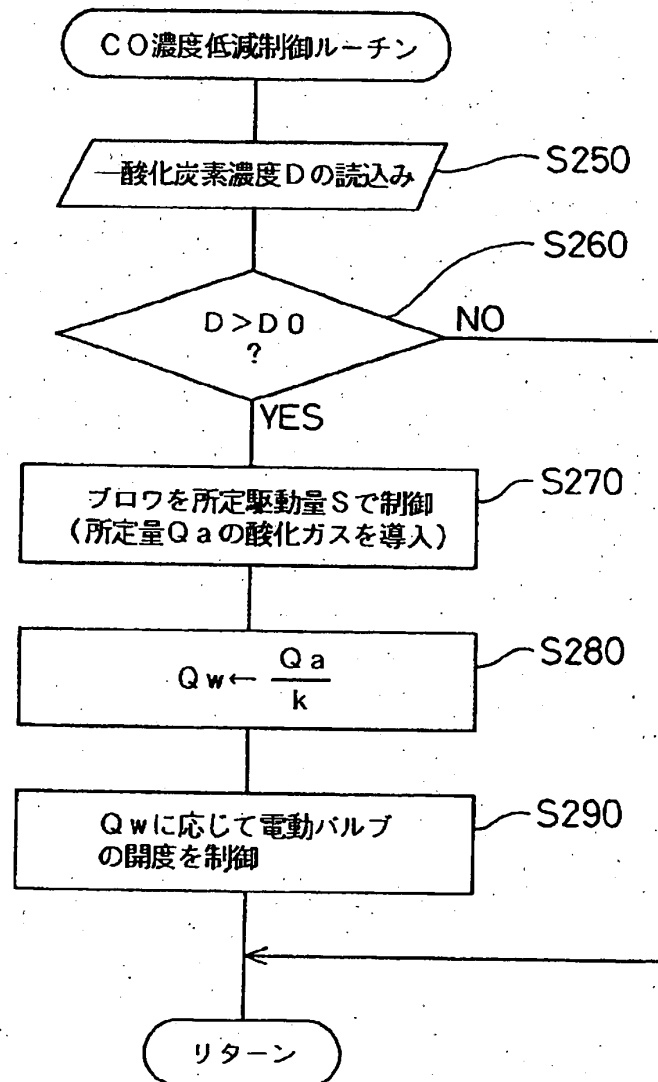 CO濃度低減制御ルーチン
一酸化炭素濃度Dの読込み
S250
S260
D>D0
?
NO
YES
ブロワを所定駆動量Sで制御
(所定量Qaの酸化ガスを導入)
S270
Qw← Qa
k
S280
Qwに応じて電動バルブ
の開度を制御
S290
リターン